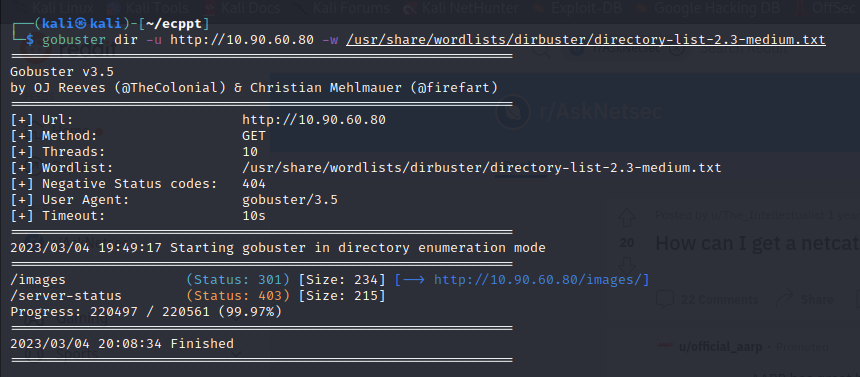 Kali Linux Kali Tools Kali Docs Kali Forums Kali NetHunter Exploit-DB Google Hacking DB OffSec
┌──(kali㉿kali)-[~/ecppt]
└─$ gobuster dir -u http://10.90.60.80 -w /usr/share/wordlists/dirbuster/directory-list-2.3-medium.txt
===============================================================
Gobuster v3.5
by OJ Reeves (@TheColonial) & Christian Mehlmauer (@firefart)
===============================================================
[+] Url: http://10.90.60.80
[+] Method: GET
[+] Threads: 10
[+] Wordlist: /usr/share/wordlists/dirbuster/directory-list-2.3-medium.txt
[+] Negative Status codes: 404
[+] User Agent: gobuster/3.5
[+] Timeout: 10s
===============================================================
2023/03/04 19:49:17 Starting gobuster in directory enumeration mode
===============================================================
/images (Status: 301) [Size: 234] [--> http://10.90.60.80/images/]
/server-status (Status: 403) [Size: 215]
Progress: 220497 / 220561 (99.97%)
===============================================================
2023/03/04 20:08:34 Finished
===============================================================
r/AskNetsec
20
How can I get a netcat
22 Comments Share
Sports
u/official_aarp • Promoted